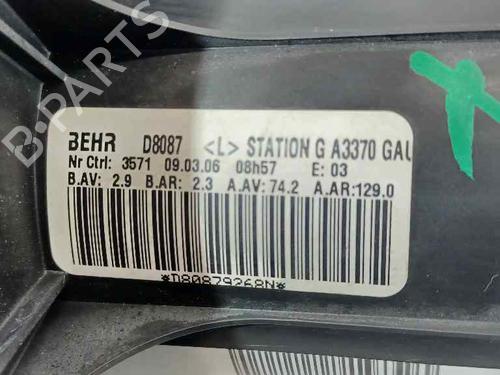 B-PARTS
BEHR D8087 <L> STATION G A3370 GAU
Nr Ctrl: 3571 09.03.06 08h57 E: 03
B.AV: 2.9 B.AR: 2.3 A.AV: 74.2 A.AR:129.0
*D80879268N*